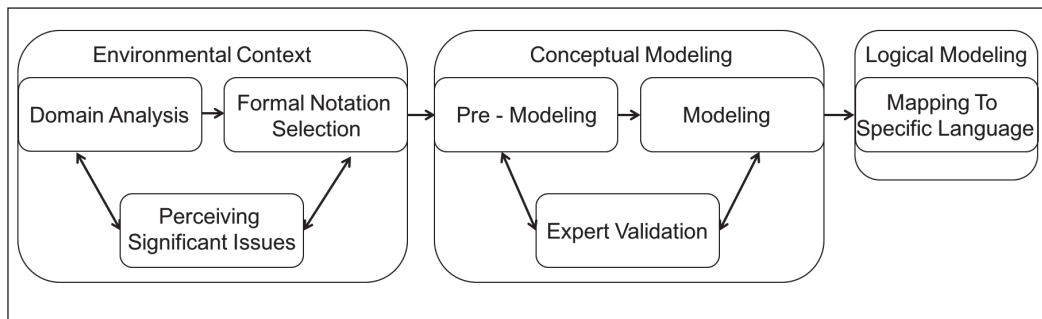 Environmental Context
Domain Analysis
Formal Notation
Selection
Perceiving
Significant Issues
Conceptual Modeling
Pre - Modeling
Modeling
Expert Validation
Logical Modeling
Mapping To
Specific Language